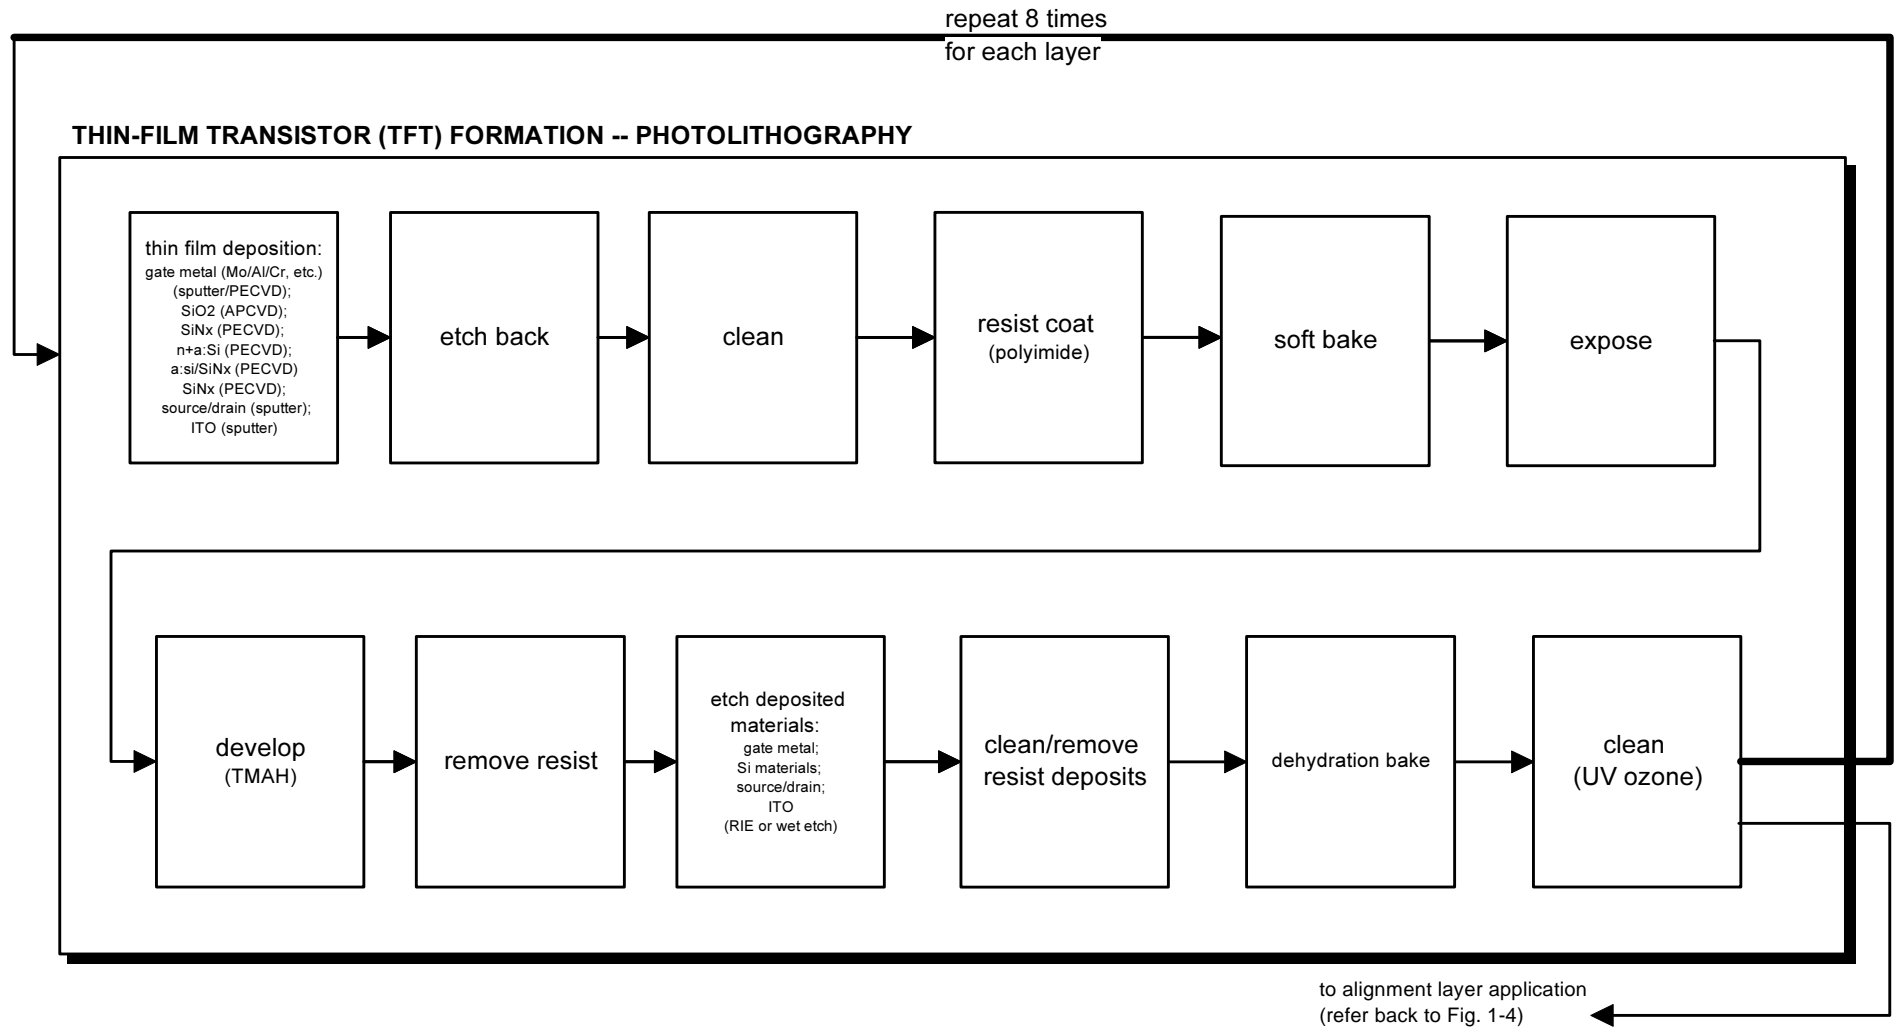 repeat 8 times
for each layer
THIN-FILM TRANSISTOR (TFT) FORMATION -- PHOTOLITHOGRAPHY
thin film deposition:
gate metal (Mo/Al/Cr, etc.)
(sputter/PECVD);
SiO2 (APCVD);
SiNx (PECVD);
n+a:Si (PECVD);
a:si/SiNx (PECVD)
SiNx (PECVD);
source/drain (sputter);
ITO (sputter)
etch back
clean
resist coat
(polyimide)
soft bake
expose
develop
(TMAH)
remove resist
etch deposited
materials:
gate metal;
Si materials;
source/drain;
ITO
(RIE or wet etch)
clean/remove
resist deposits
dehydration bake
clean
(UV ozone)
to alignment layer application
(refer back to Fig. 1-4)